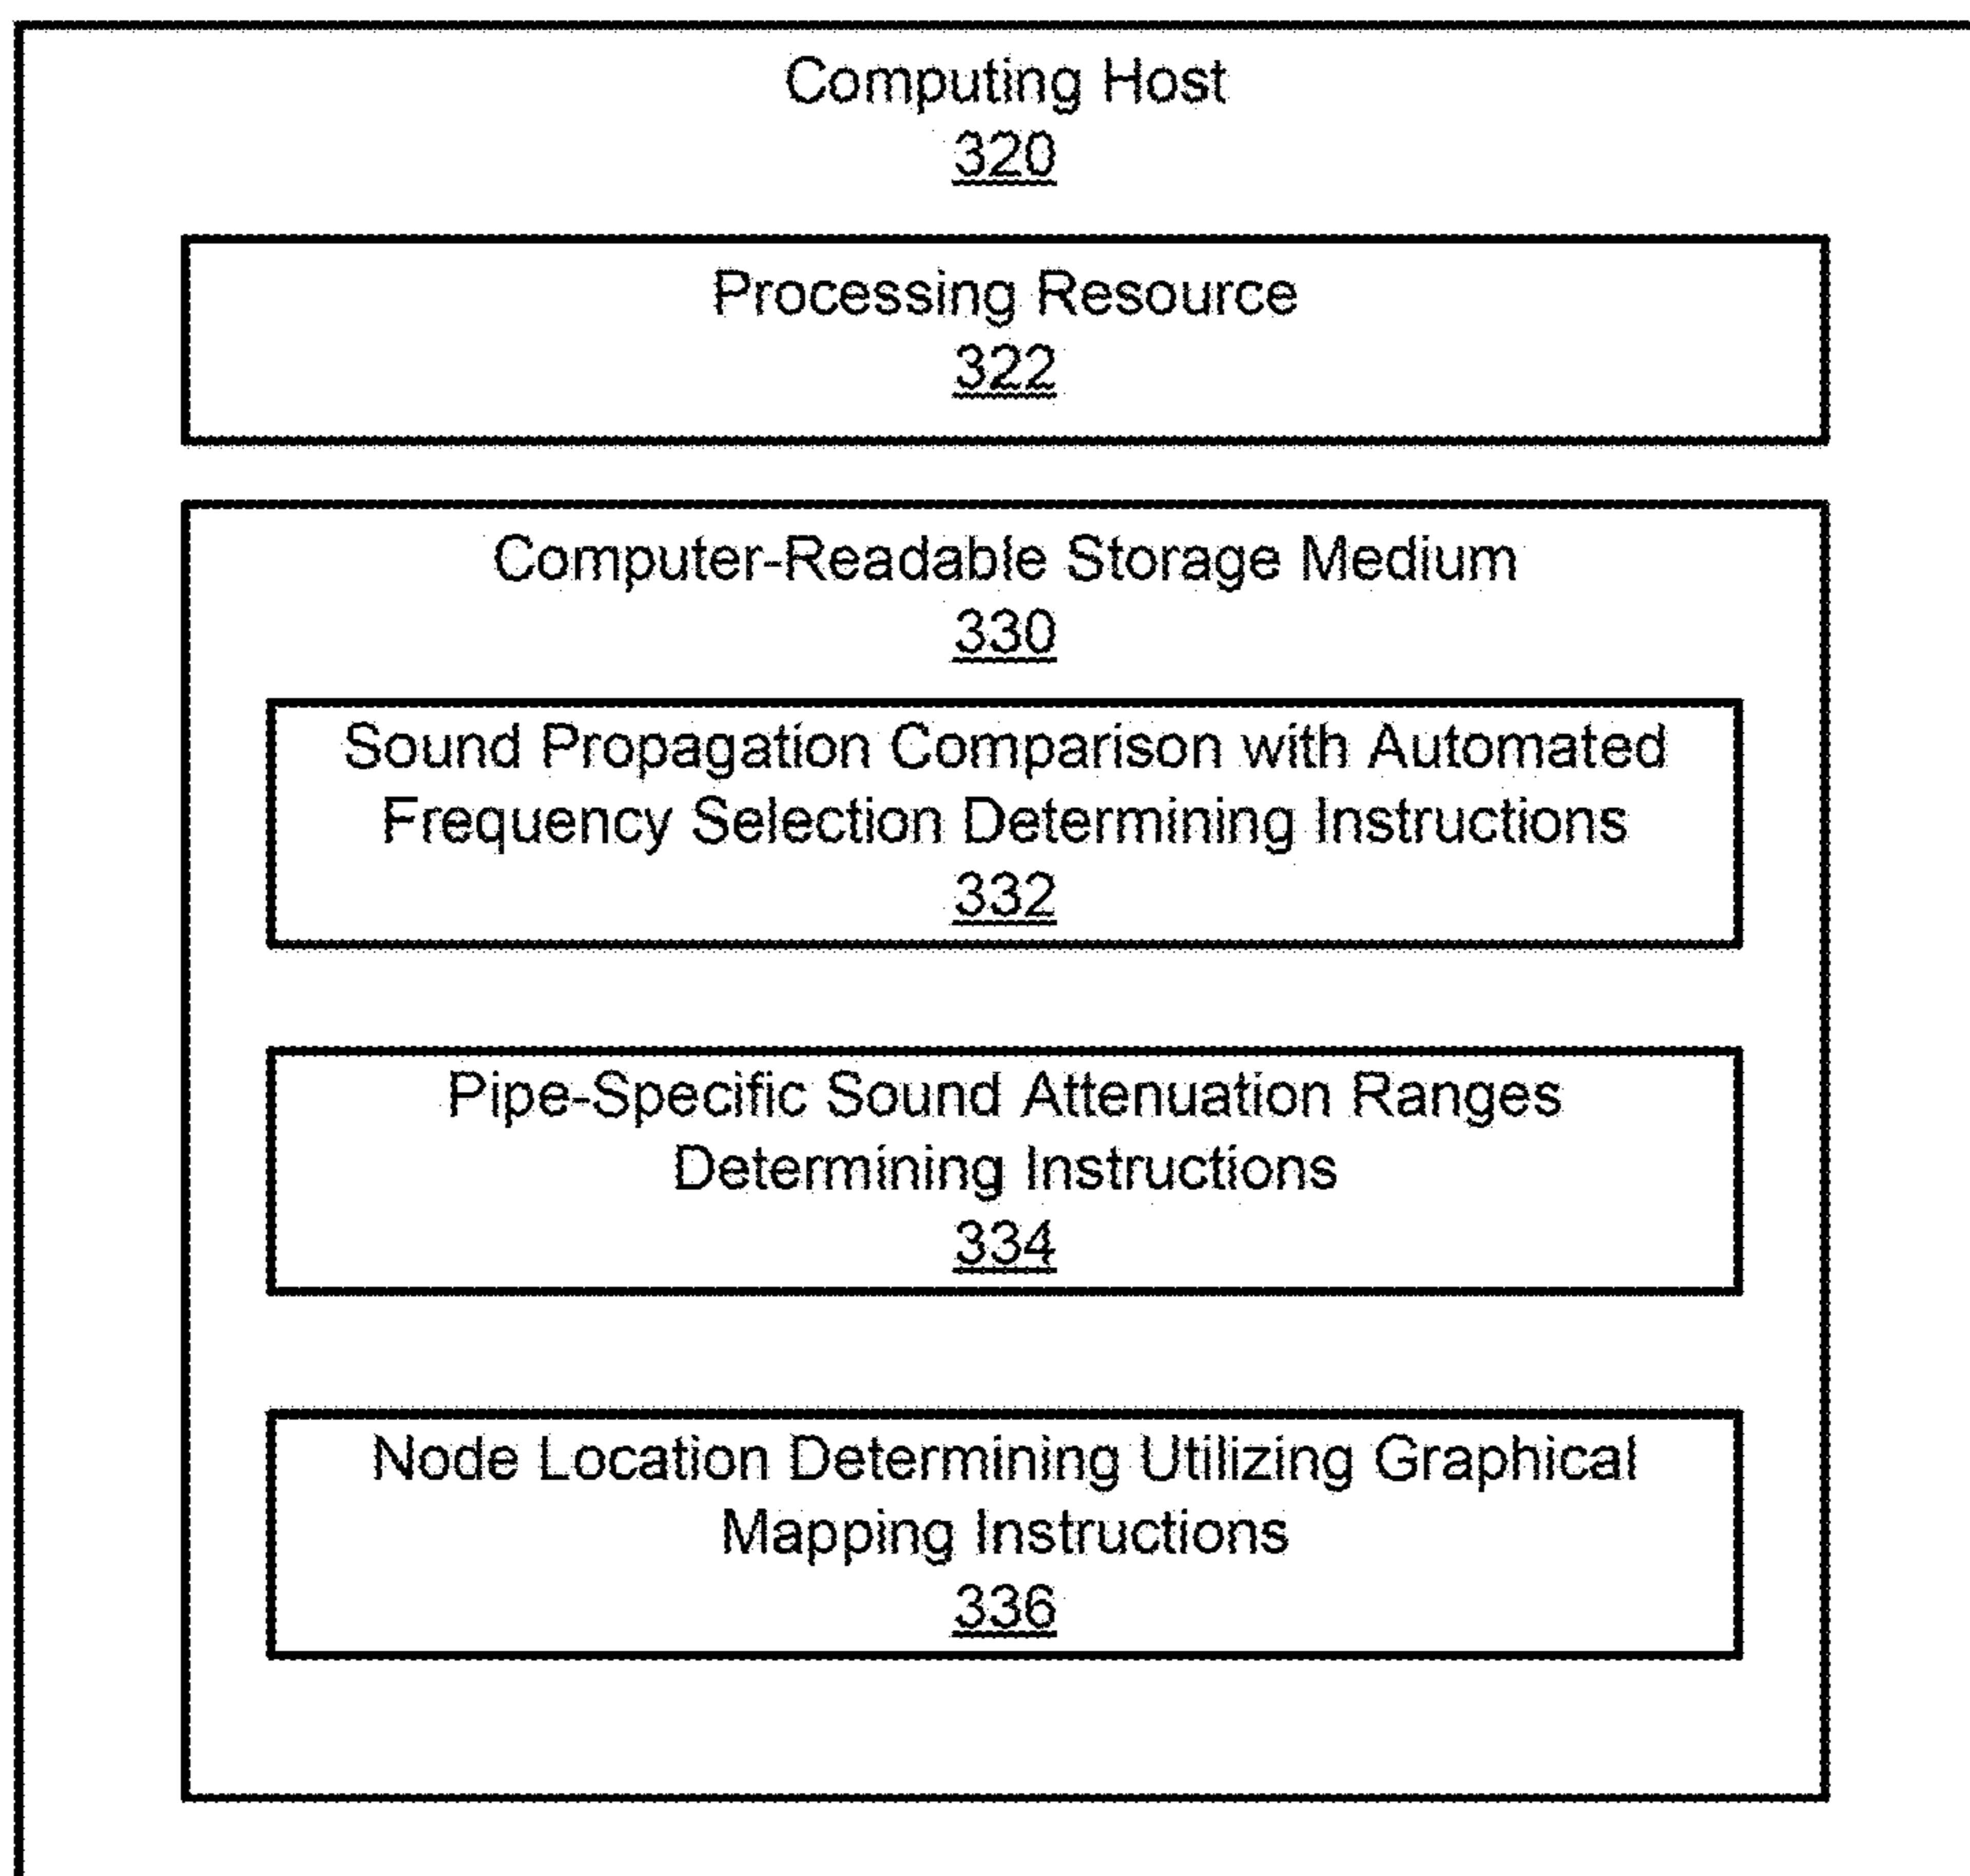 Computing Host
320
Processing Resource
322
Computer-Readable Storage Medium
330
Sound Propagation Comparison with Automated
Frequency Selection Determining Instructions
332
Pipe-Specific Sound Attenuation Ranges
Determining Instructions
334
Node Location Determining Utilizing Graphical
Mapping Instructions
336